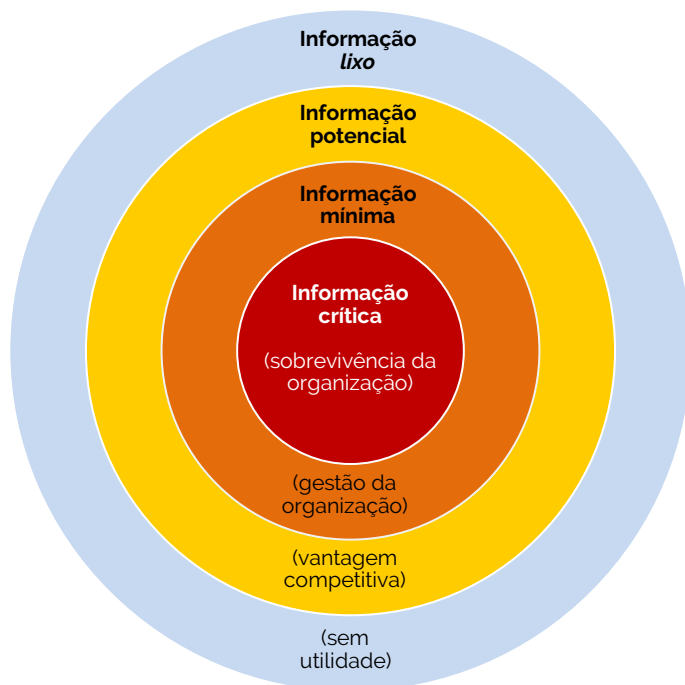 Informação
lixo
Informação
potencial
Informação
mínima
Informação
crítica
(sobrevivência da
organização)
(gestão da
organização)
(vantagem
competitiva)
(sem
utilidade)